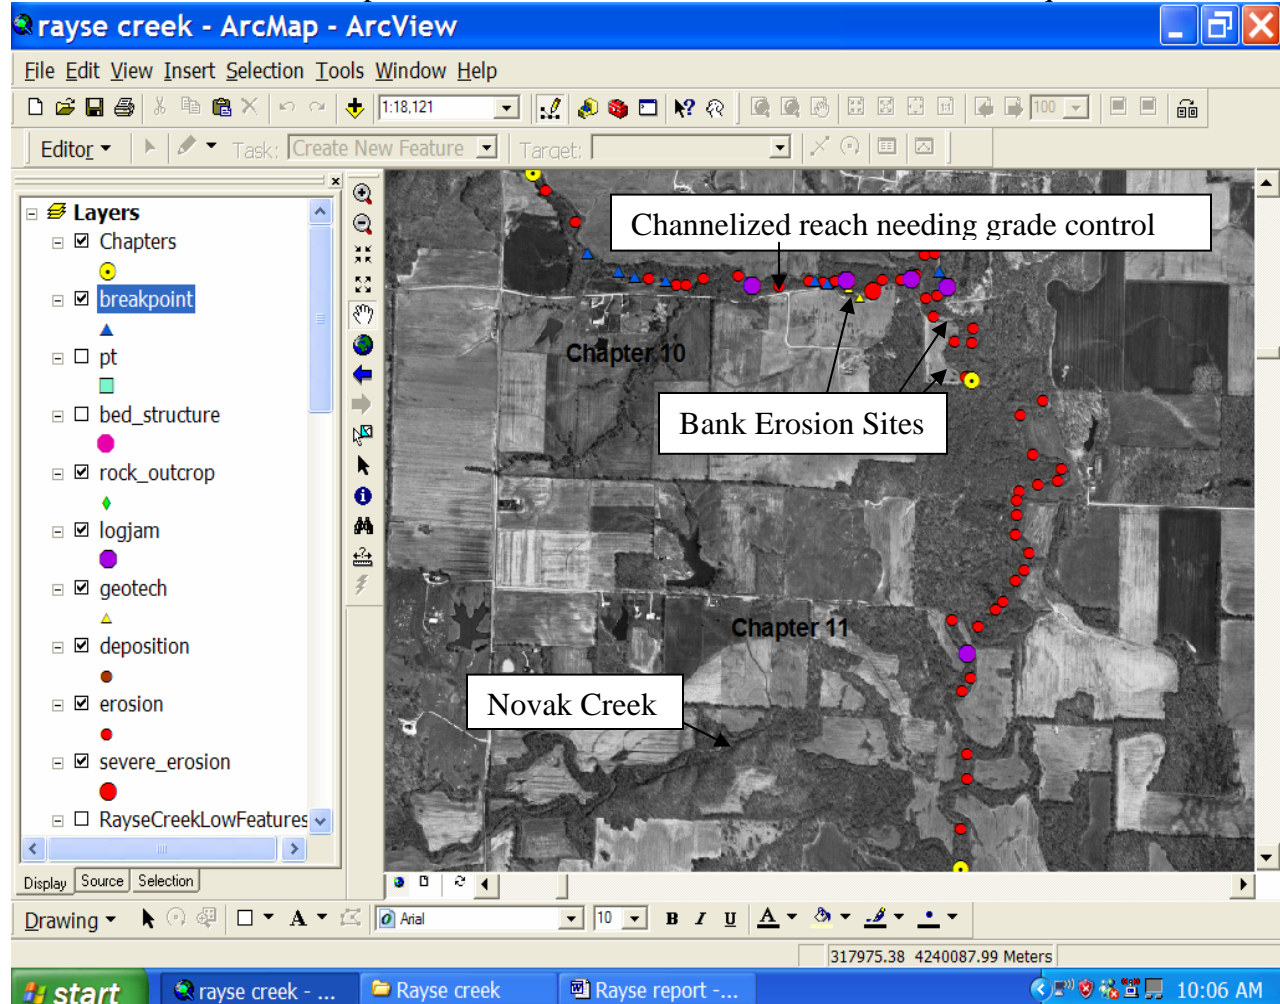 rayse creek - ArcMap - ArcView
File Edit View Insert Selection Tools Window Help
1:18,121
100
Editor Task: Create New Feature Target:
Layers
Chapters
breakpoint
pt
bed_structure
rock_outcrop
logjam
geotech
deposition
erosion
severe_erosion
RayseCreekLowFeatures
Channelized reach needing grade control
Chapter 10
Bank Erosion Sites
Chapter 11
Novak Creek
Display Source Selection
Drawing A Arial 10 B I U A
317975.38 4240087.99 Meters
start rayse creek - ... Rayse creek Rayse report -... 10:06 AM